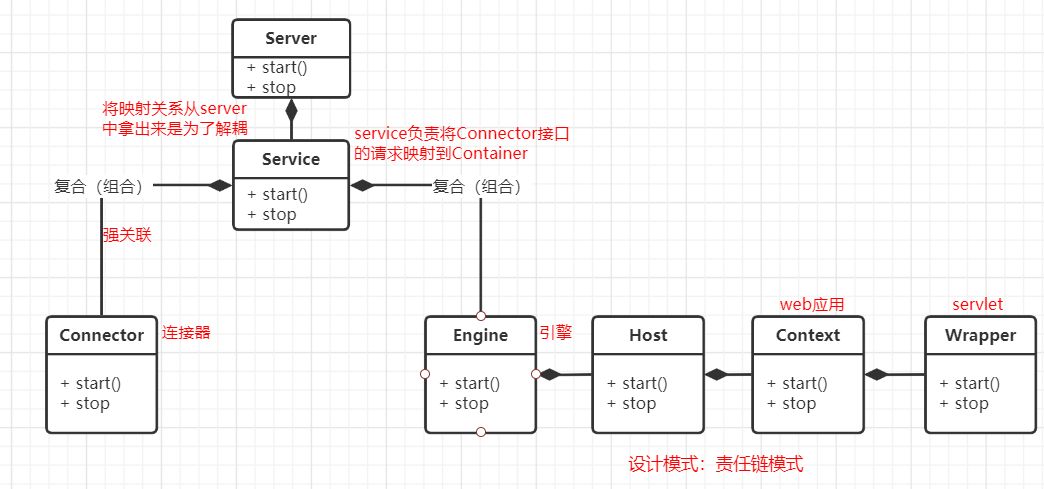 Server
+ start()
+ stop
将映射关系从server
中拿出来是为了解耦
service负责将Connector接口
的请求映射到Container
Service
+ start()
+ stop
复合（组合）
复合（组合）
强关联
Connector
+ start()
+ stop
连接器
Engine
+ start()
+ stop
引擎
Host
+ start()
+ stop
web应用
Context
+ start()
+ stop
servlet
Wrapper
+ start()
+ stop
设计模式：责任链模式